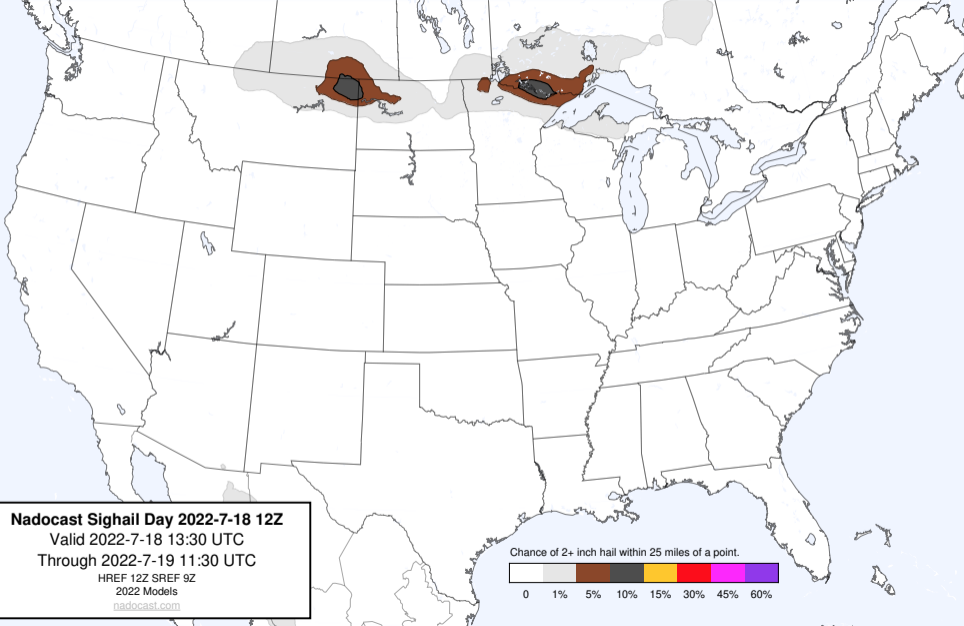 Nadocast Sighail Day 2022-7-18 12Z
Valid 2022-7-18 13:30 UTC
Through 2022-7-19 11:30 UTC
HREF 12Z SREF 9Z
2022 Models
nadocast.com
Chance of 2+ inch hail within 25 miles of a point.
0 1% 5% 10% 15% 30% 45% 60%